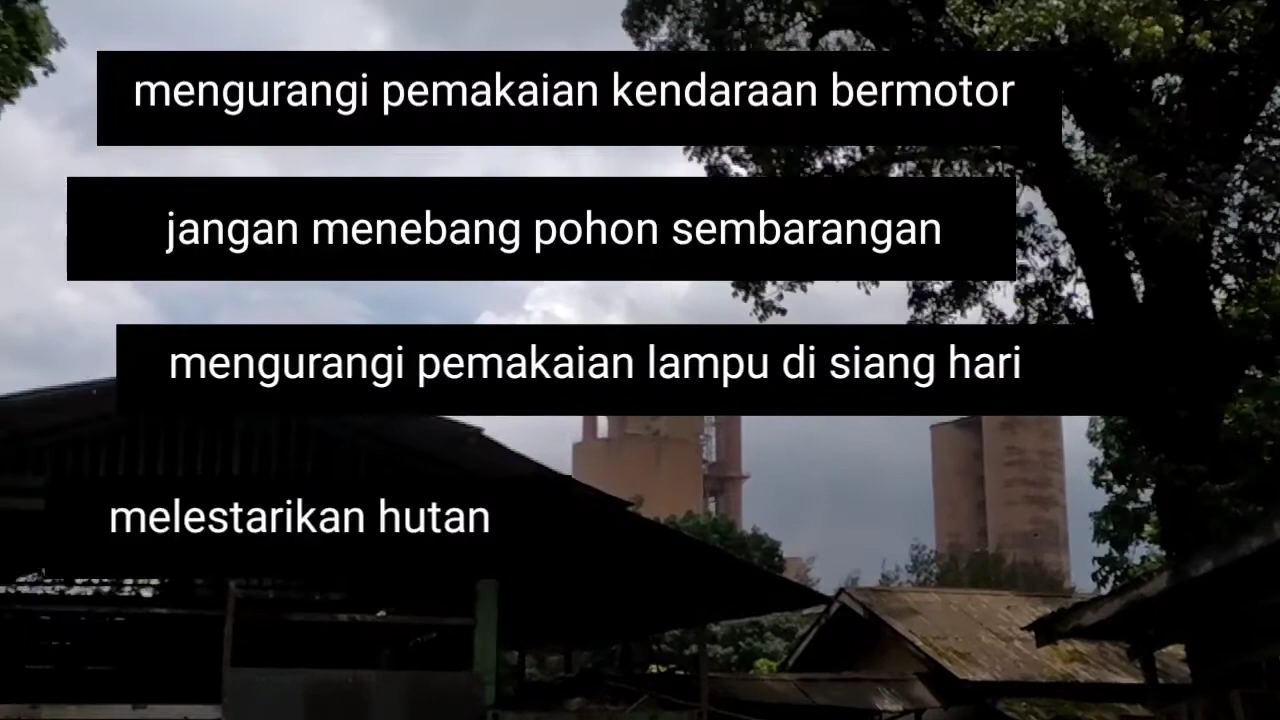 mengurangi pemakaian kendaraan bermotor
jangan menebang pohon sembarangan
mengurangi pemakaian lampu di siang hari
melestarikan hutan